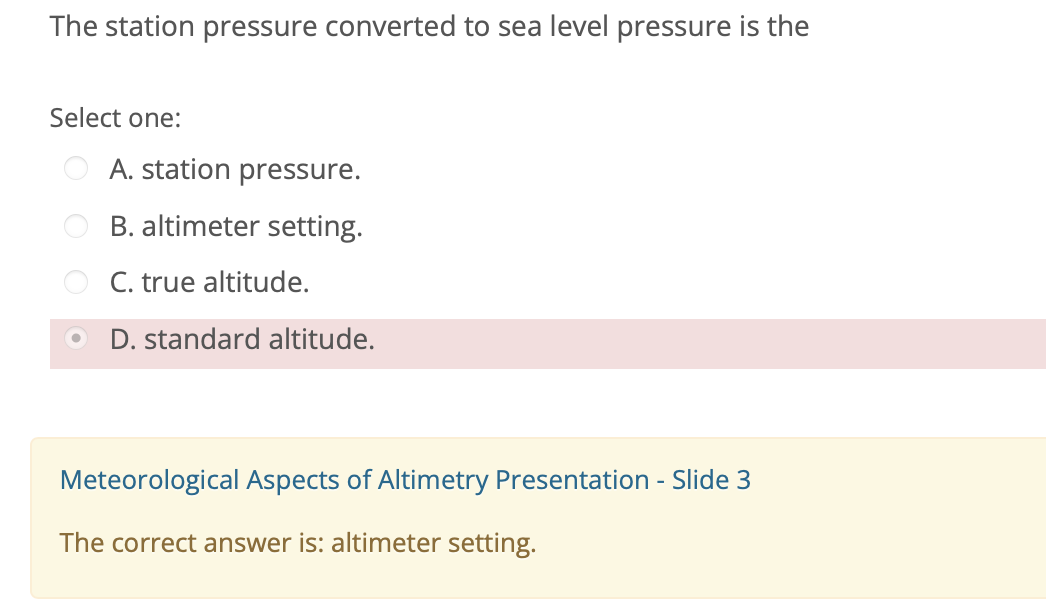 The station pressure converted to sea level pressure is the
Select one:
A. station pressure.
B. altimeter setting.
C. true altitude.
D. standard altitude.
Meteorological Aspects of Altimetry Presentation - Slide 3
The correct answer is: altimeter setting.